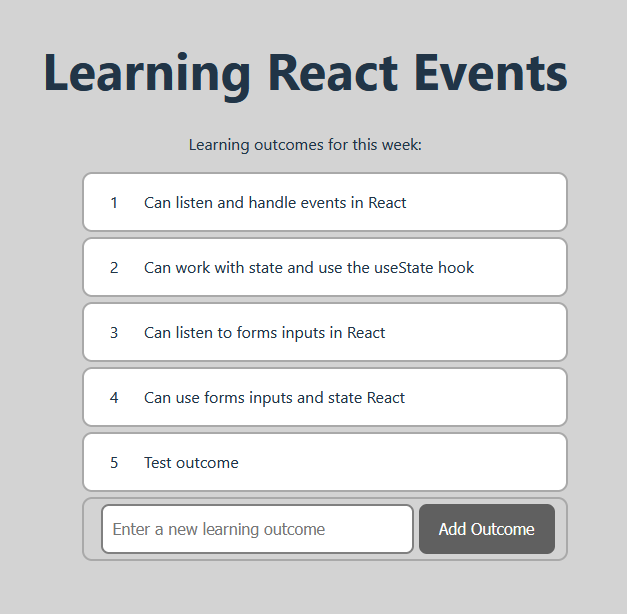 Learning React Events
Learning outcomes for this week:
1 Can listen and handle events in React
2 Can work with state and use the useState hook
3 Can listen to forms inputs in React
4 Can use forms inputs and state React
5 Test outcome
Enter a new learning outcome Add Outcome